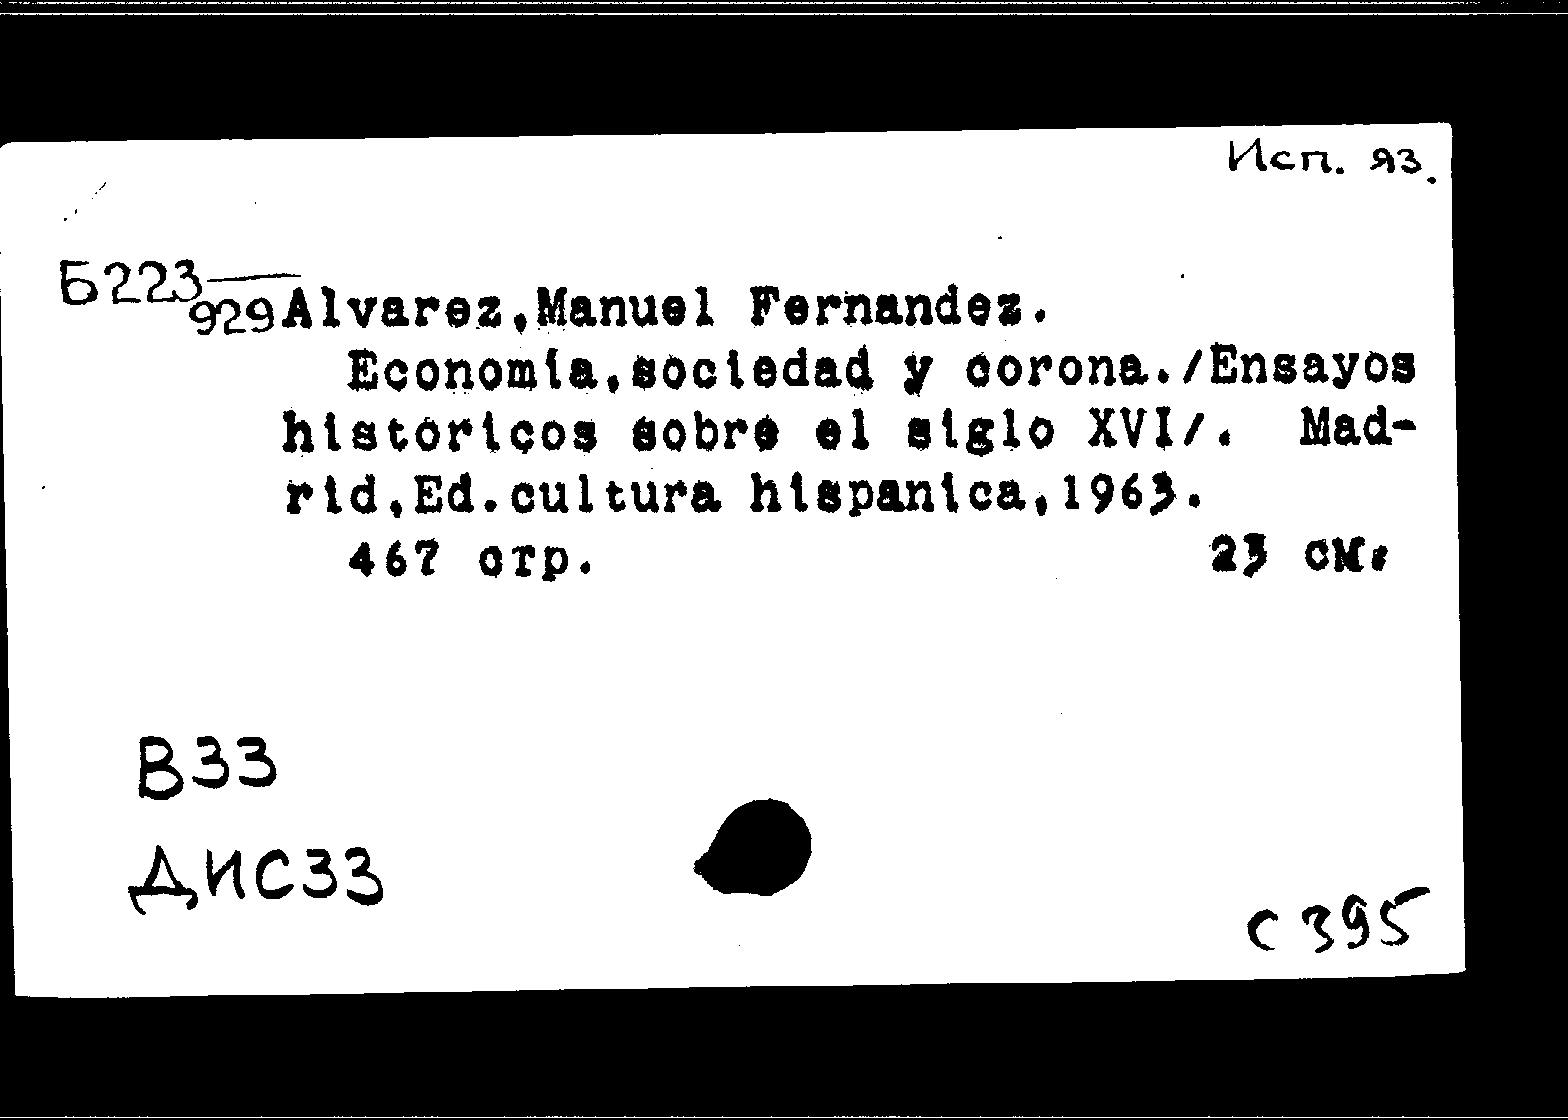 Исп. яз.
Б223
929 Alvarez,Manuel Fernandez.
Economía,sociedad y corona./Ensayos
historicos sobre el siglo XVI/. Mad-
rid,Ed.cultura hispanica,1963.
467 стр. 23 см.
В33
ДИС33
с 395